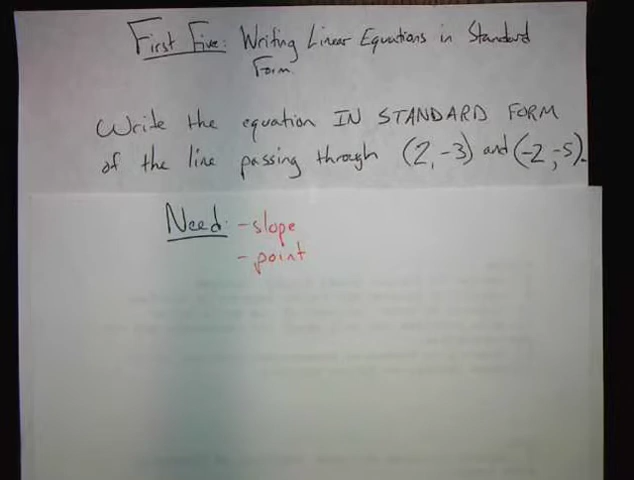 First Five: Writing Linear Equations in Standard
Form.
Write the equation IN STANDARD FORM
of the line passing through (2, -3) and (-2, -5).
Need: - slope
- point